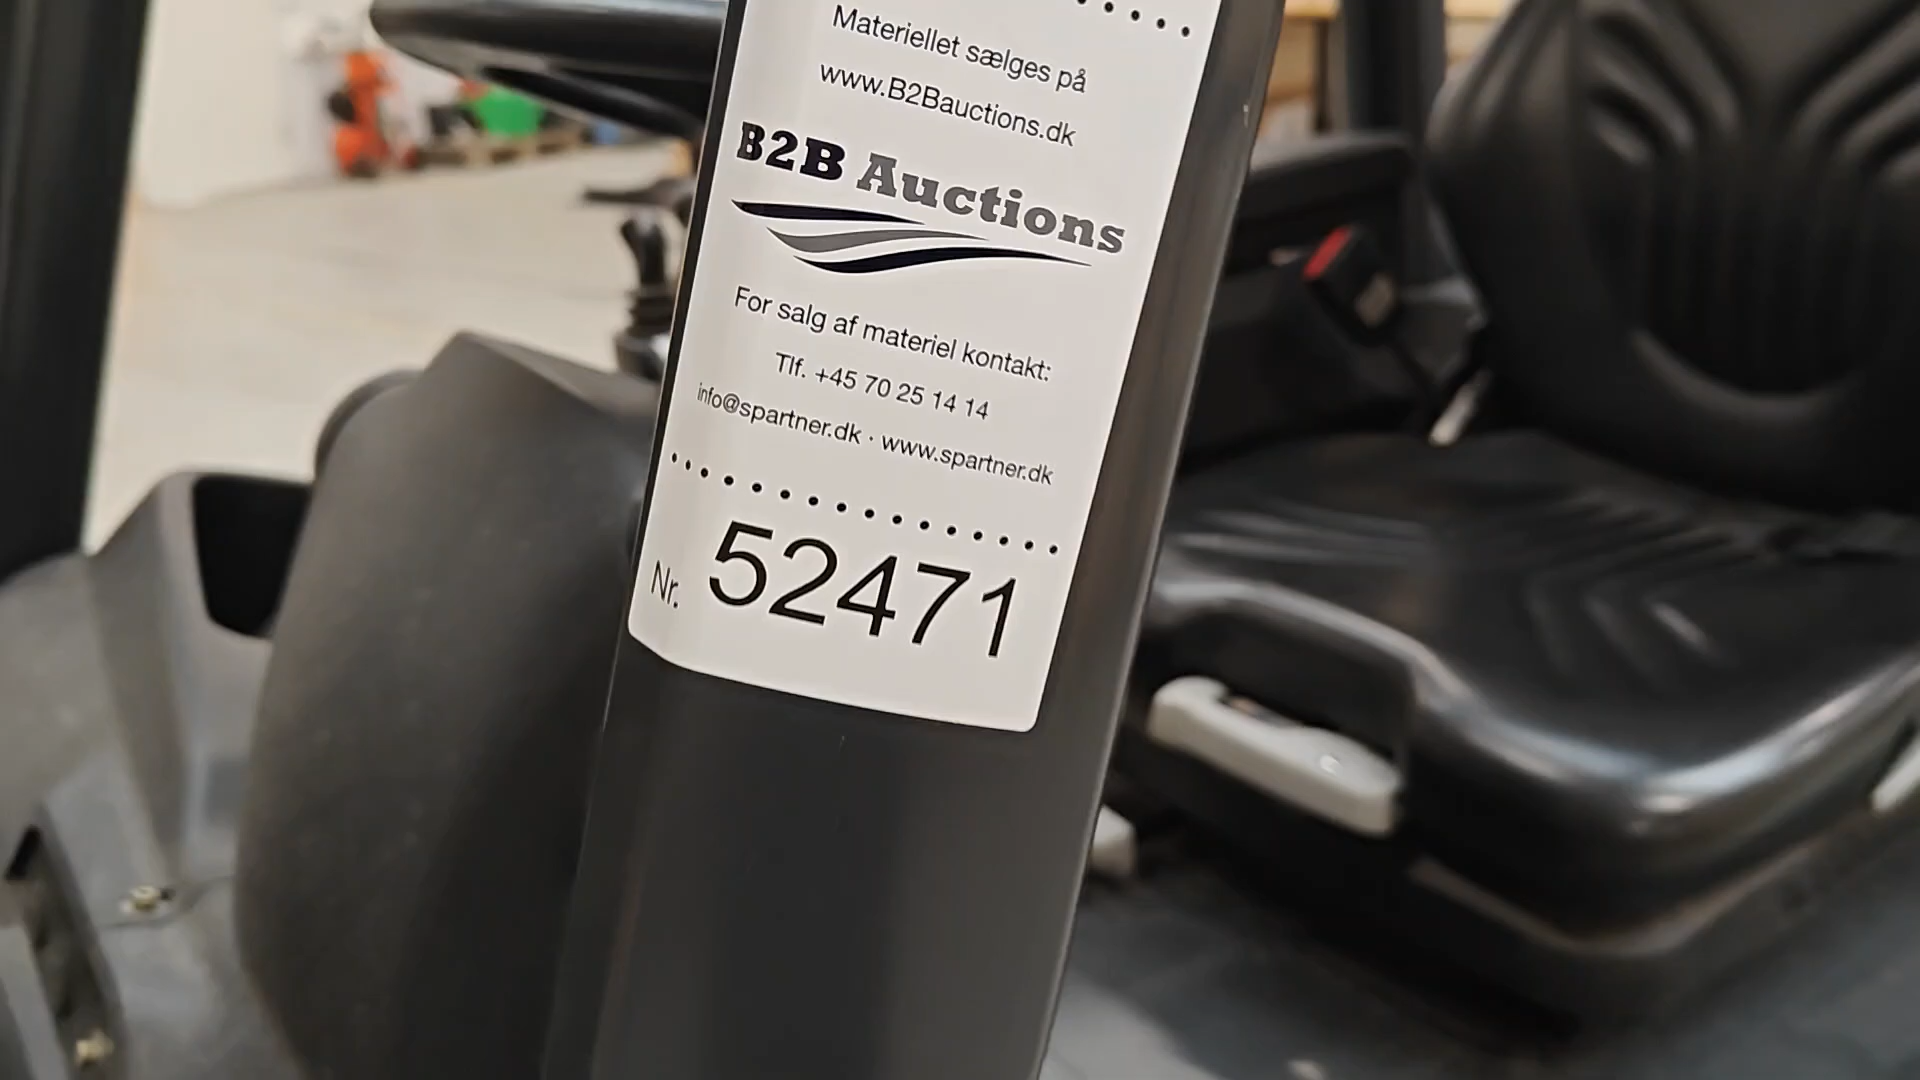 Materiellet sælges på
www.B2Bauctions.dk
B2B Auctions
For salg af materiel kontakt:
Tlf. +45 70 25 14 14
info@spartner.dk · www.spartner.dk
Nr. 52471